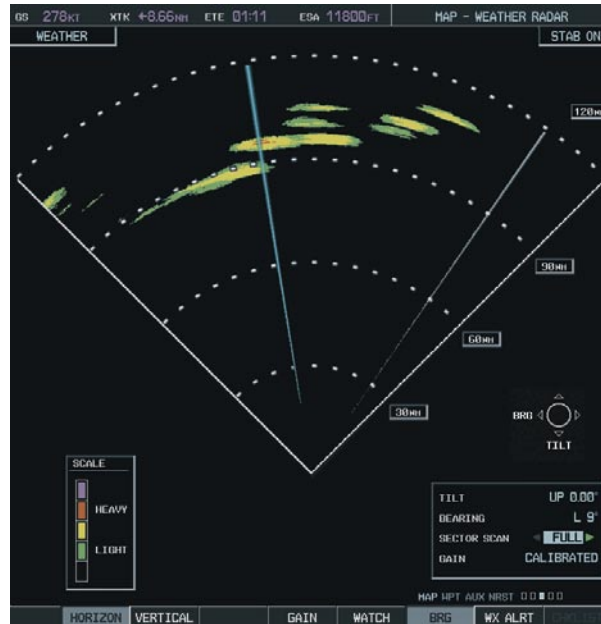 GS 278KT XTK ←8.66NM ETE 01:11 ESA 11800FT MAP - WEATHER RADAR
WEATHER STAB ON
120NM
90NM
60NM
30NM
BRG
TILT
SCALE
HEAVY
LIGHT
TILT UP 0.00°
BEARING L 9°
SECTOR SCAN FULL
GAIN CALIBRATED
MAP WPT AUX NRST
HORIZON VERTICAL GAIN WATCH BRG WX ALRT